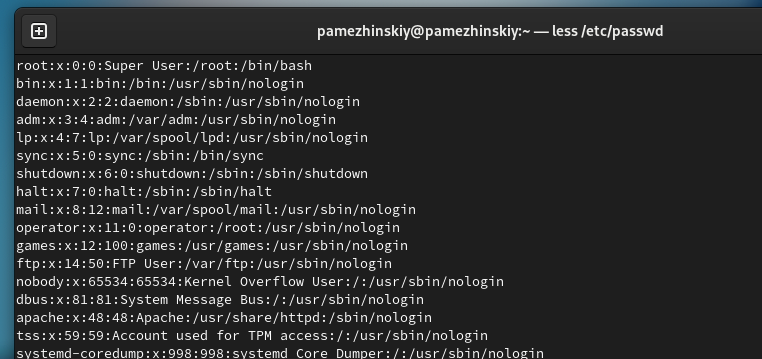 pamezhinskiy@pamezhinskiy:~ — less /etc/passwd
root:x:0:0:Super User:/root:/bin/bash
bin:x:1:1:bin:/bin:/usr/sbin/nologin
daemon:x:2:2:daemon:/sbin:/usr/sbin/nologin
adm:x:3:4:adm:/var/adm:/usr/sbin/nologin
lp:x:4:7:lp:/var/spool/lpd:/usr/sbin/nologin
sync:x:5:0:sync:/sbin:/bin/sync
shutdown:x:6:0:shutdown:/sbin:/sbin/shutdown
halt:x:7:0:halt:/sbin:/sbin/halt
mail:x:8:12:mail:/var/spool/mail:/usr/sbin/nologin
operator:x:11:0:operator:/root:/usr/sbin/nologin
games:x:12:100:games:/usr/games:/usr/sbin/nologin
ftp:x:14:50:FTP User:/var/ftp:/usr/sbin/nologin
nobody:x:65534:65534:Kernel Overflow User:/:/usr/sbin/nologin
dbus:x:81:81:System Message Bus:/:/usr/sbin/nologin
apache:x:48:48:Apache:/usr/share/httpd:/sbin/nologin
tss:x:59:59:Account used for TPM access:/:/usr/sbin/nologin
systemd-coredump:x:998:998:systemd Core Dumper:/:/usr/sbin/nologin